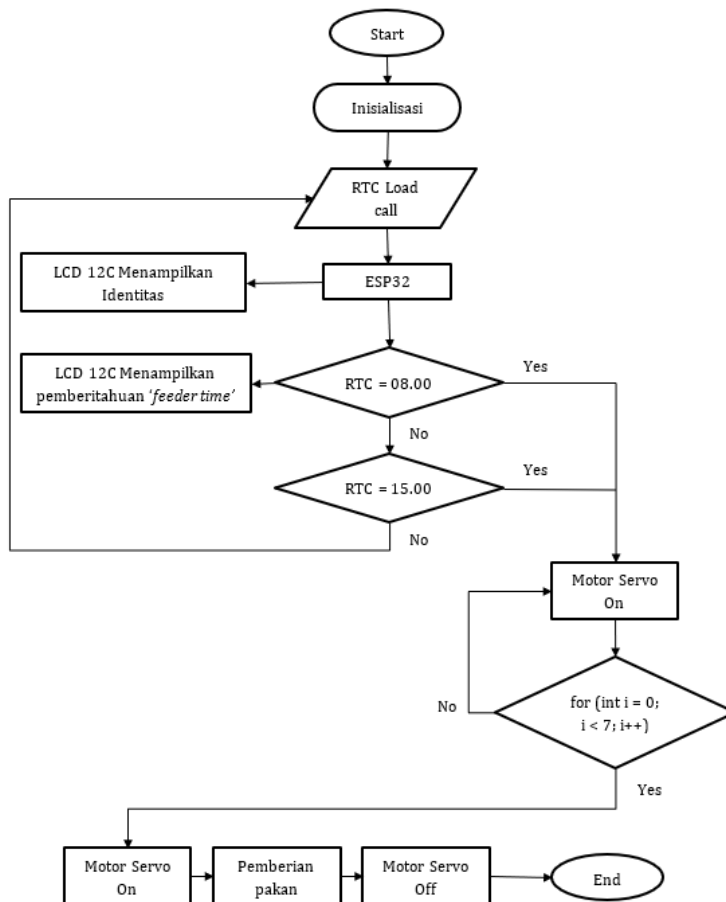 Start
Inisialisasi
RTC Load
call
LCD 12C Menampilkan
Identitas
ESP32
LCD 12C Menampilkan
pemberitahuan ‘feeder time’
RTC = 08.00
Yes
No
RTC = 15.00
Yes
No
Motor Servo
On
No
for (int i = 0;
i < 7; i++)
Yes
Motor Servo
On
Pemberian
pakan
Motor Servo
Off
End